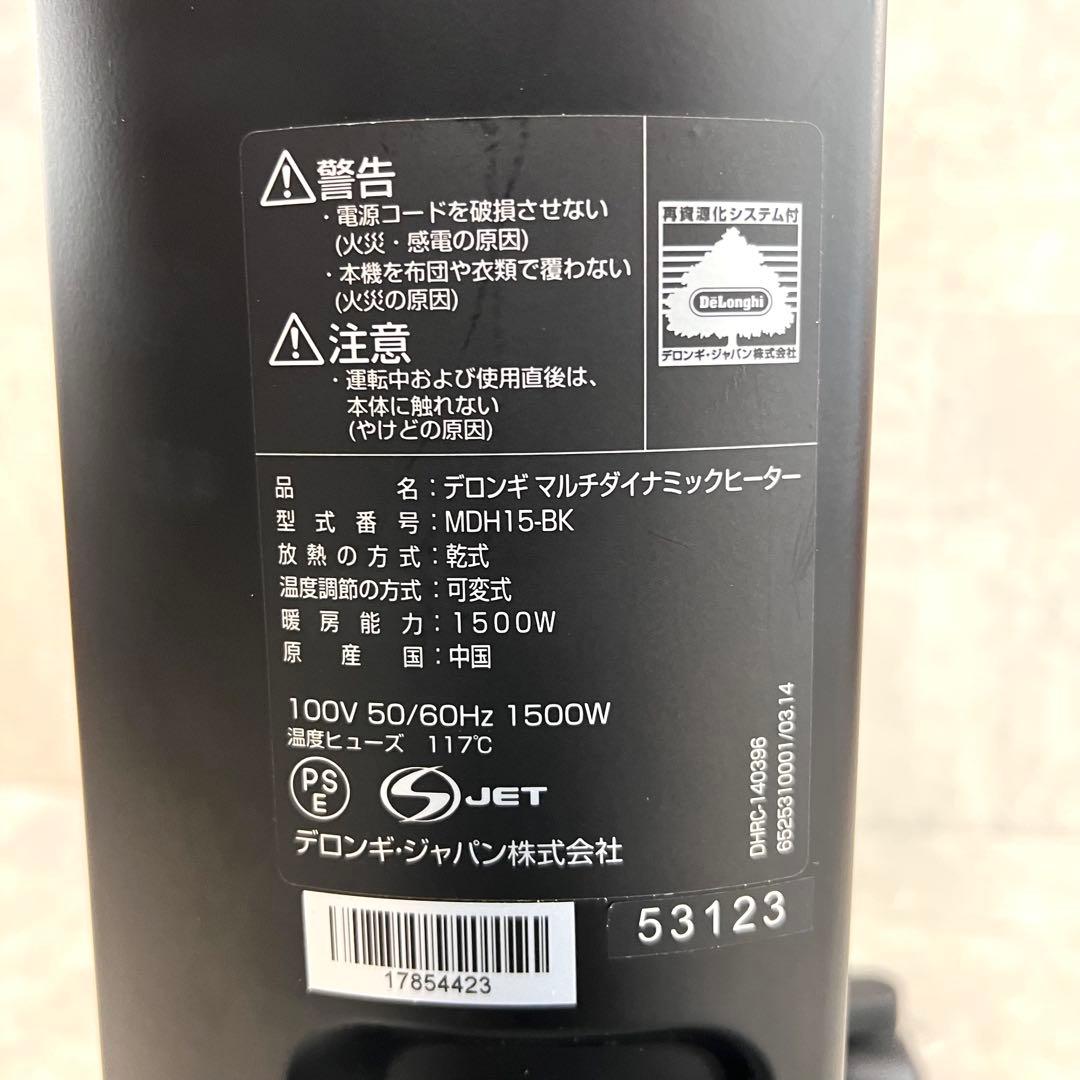 警告
・電源コードを破損させない
(火災・感電の原因)
・本機を布団や衣類で覆わない
(火災の原因)
注意
・運転中および使用直後は、
本体に触れない
(やけどの原因)
再資源化システム付
DeLonghi
デロンギ・ジャパン株式会社
品名：デロンギ マルチダイナミックヒーター
型式番号：MDH15-BK
放熱の方式：乾式
温度調節の方式：可変式
暖房能力：1500W
原産国：中国
100V 50/60Hz 1500W
温度ヒューズ 117℃
PSE
S JET
デロンギ・ジャパン株式会社
DHRC-140396
6525310001/03.14
17854423
53123